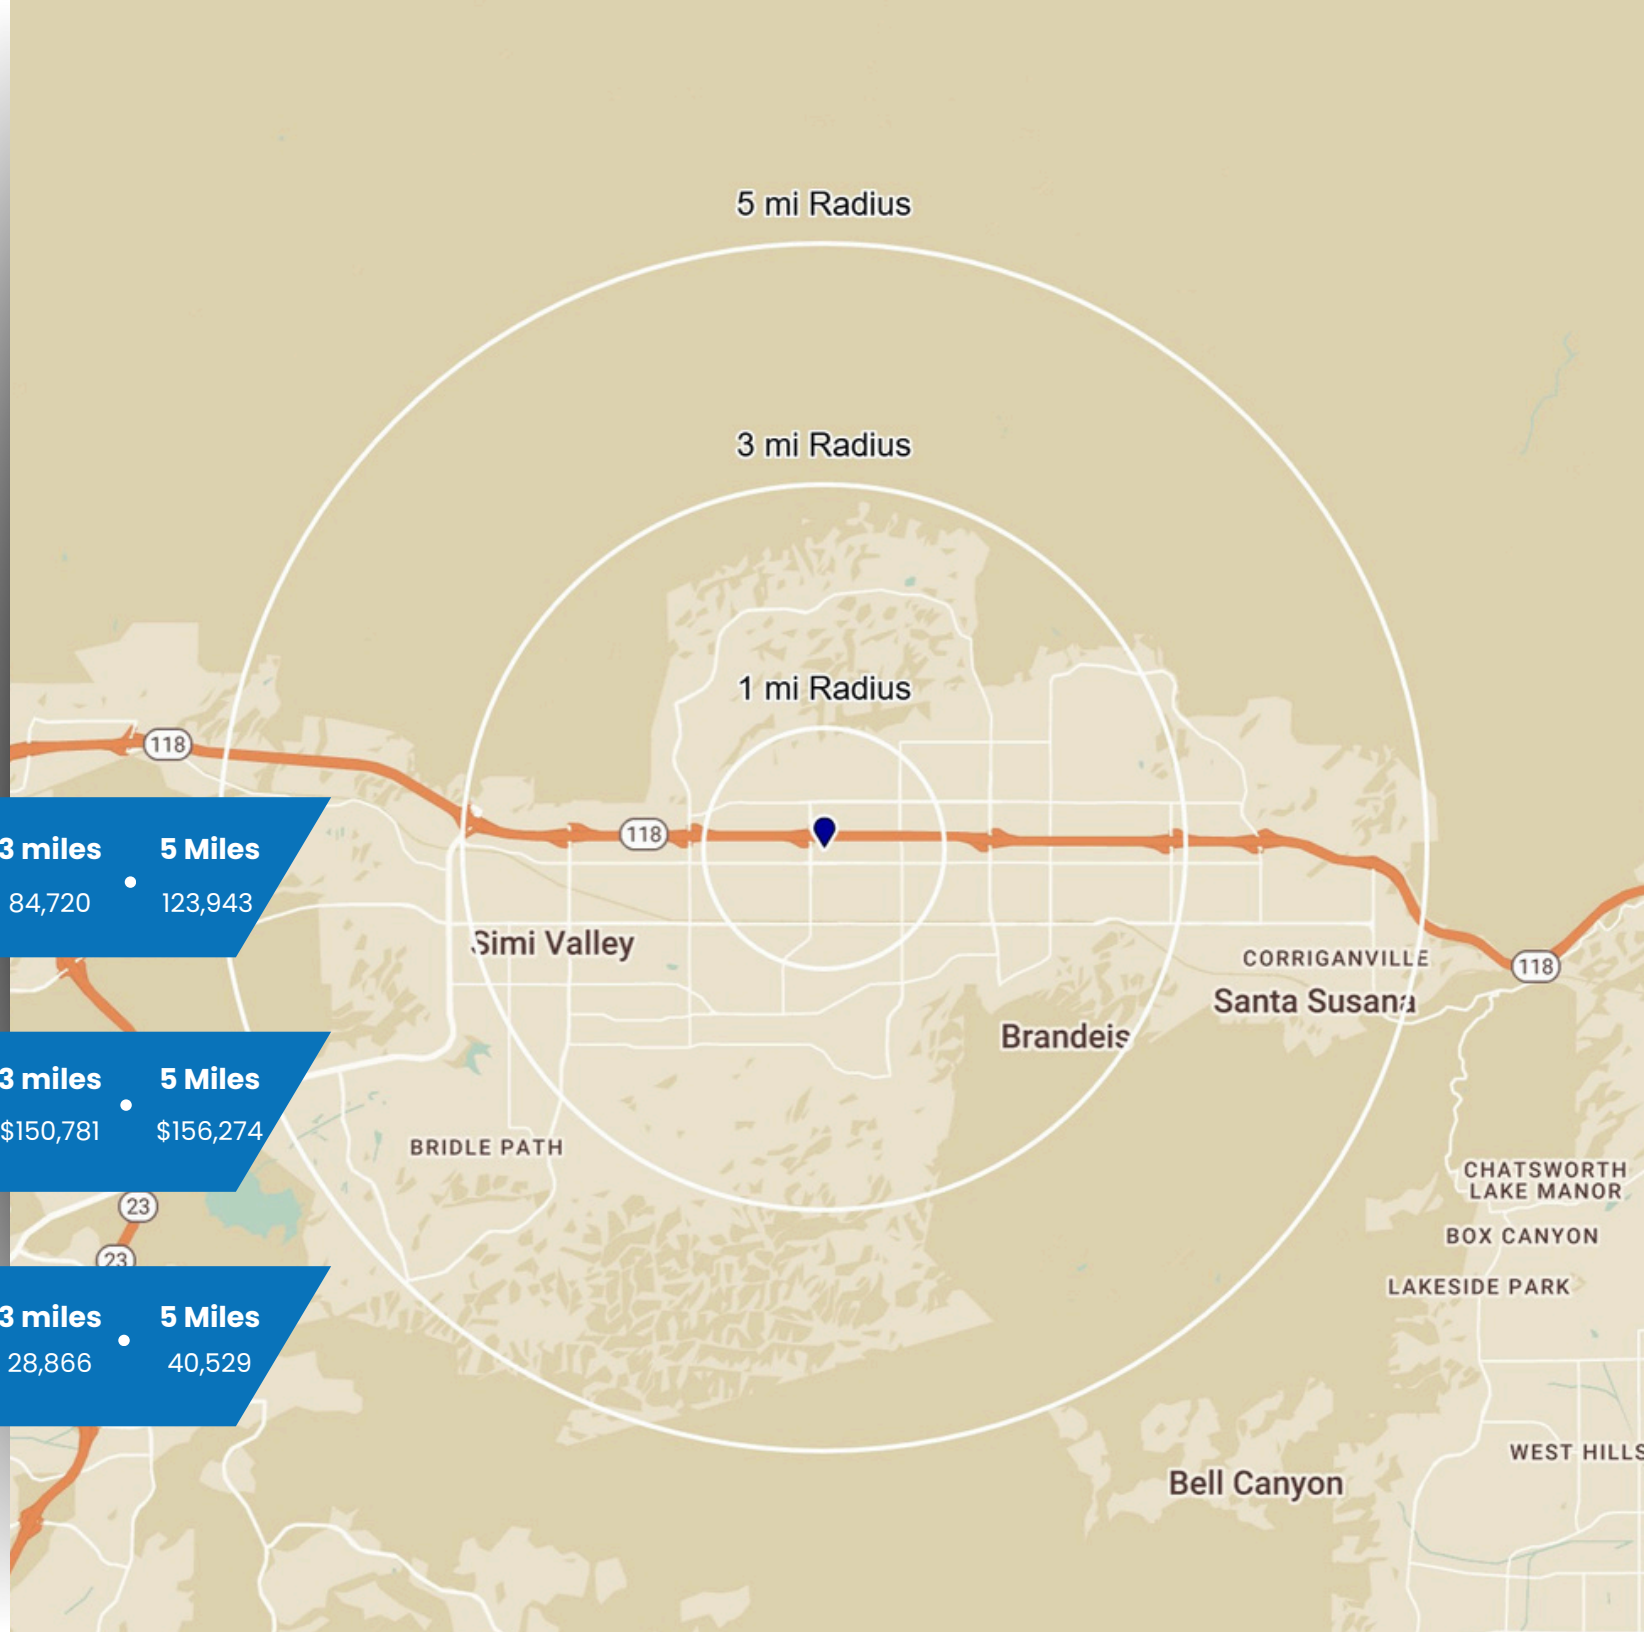 5 mi Radius
3 mi Radius
1 mi Radius
118
118
3 miles
5 Miles
84,720
123,943
Simi Valley
CORRIGANVILLE
118
Santa Susana
Brandeis
3 miles
5 Miles
$150,781
$156,274
BRIDLE PATH
CHATSWORTH
LAKE MANOR
23
BOX CANYON
23
LAKESIDE PARK
3 miles
5 Miles
28,866
40,529
WEST HILLS
Bell Canyon